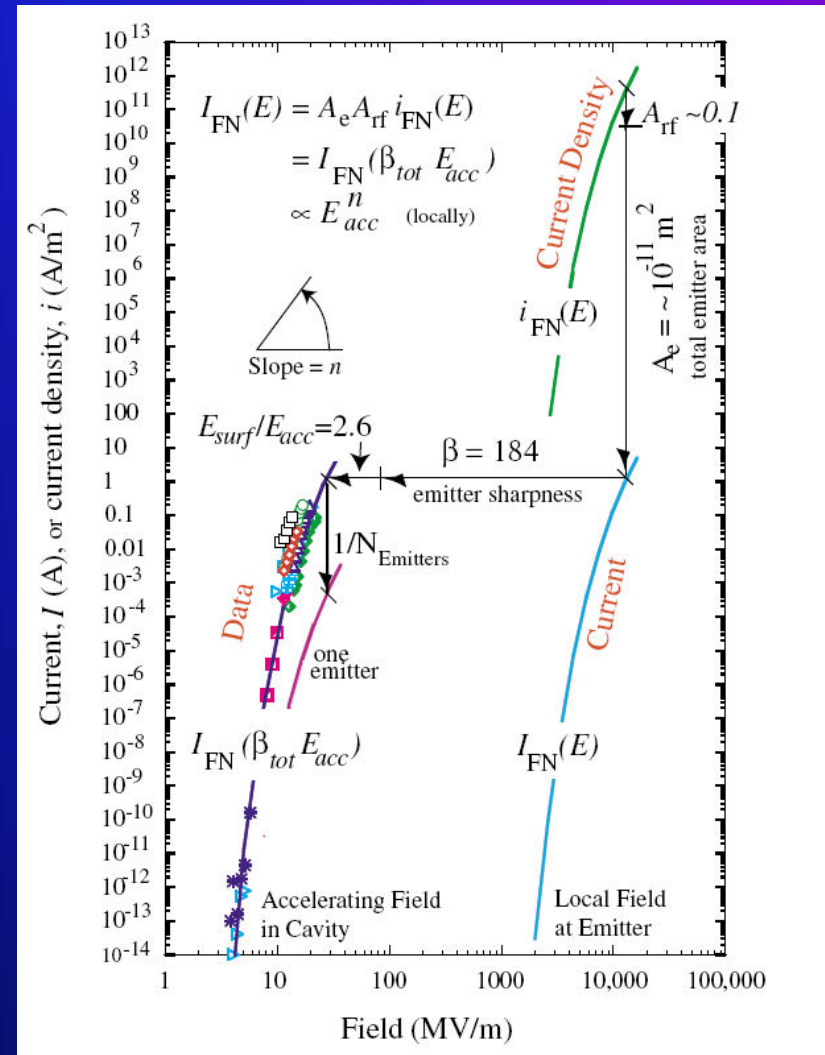 10^13
10^12
10^11
10^10
10^9
10^8
10^7
10^6
10^5
10^4
10^3
100
10
1
0.1
0.01
10^-3
10^-4
10^-5
10^-6
10^-7
10^-8
10^-9
10^-10
10^-11
10^-12
10^-13
10^-14
Current, I (A), or current density, i (A/m^2)
I_FN(E) = A_e A_rf i_FN(E)
= I_FN(β_tot E_acc)
∝ E^n_acc (locally)
Slope = n
Current Density
A_rf ~0.1
A_e = ~10^-11 m^2
total emitter area
i_FN(E)
E_surf/E_acc=2.6
β = 184
emitter sharpness
1/N_Emitters
Data
one
emitter
Current
I_FN(β_tot E_acc)
I_FN(E)
Accelerating Field
in Cavity
Local Field
at Emitter
1
10
100
1000
10,000
100,000
Field (MV/m)